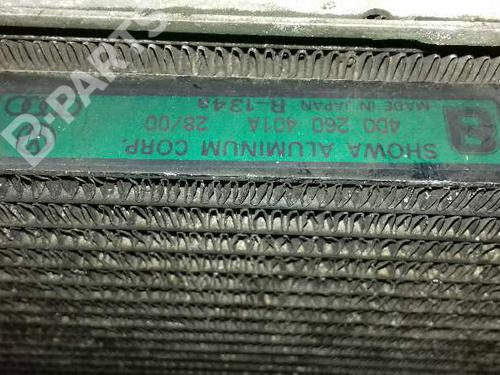 SHOWA ALUMINUM CORP.
4D0 260 401A 28/00
MADE IN JAPAN R-134a
B-PARTS